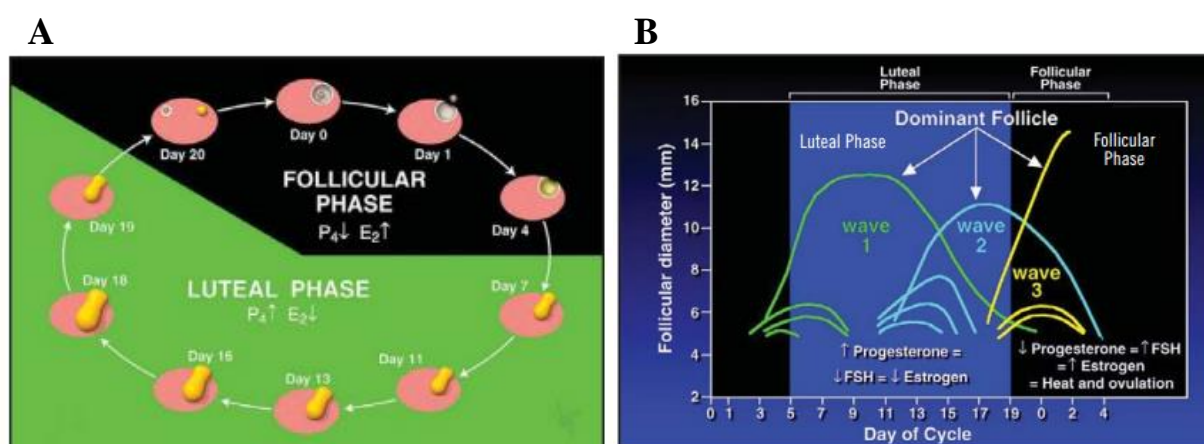 A
Day 0
Day 1
Day 20
FOLLICULAR
PHASE
P4↓ E2↑
Day 4
Day 19
LUTEAL PHASE
P4↑ E2↓
Day 18
Day 7
Day 16
Day 13
Day 11
B
Luteal
Phase
Follicular
Phase
Dominant Follicle
Luteal Phase
Follicular
Phase
wave
1
wave
2
wave
3
↑ Progesterone =
↓FSH = ↓ Estrogen
↓ Progesterone = ↑FSH
= ↑ Estrogen
= Heat and ovulation
Follicular diameter (mm)
16
14
12
10
8
6
4
2
0 1 3 5 7 9 11 13 15 17 19 0 2 4
Day of Cycle